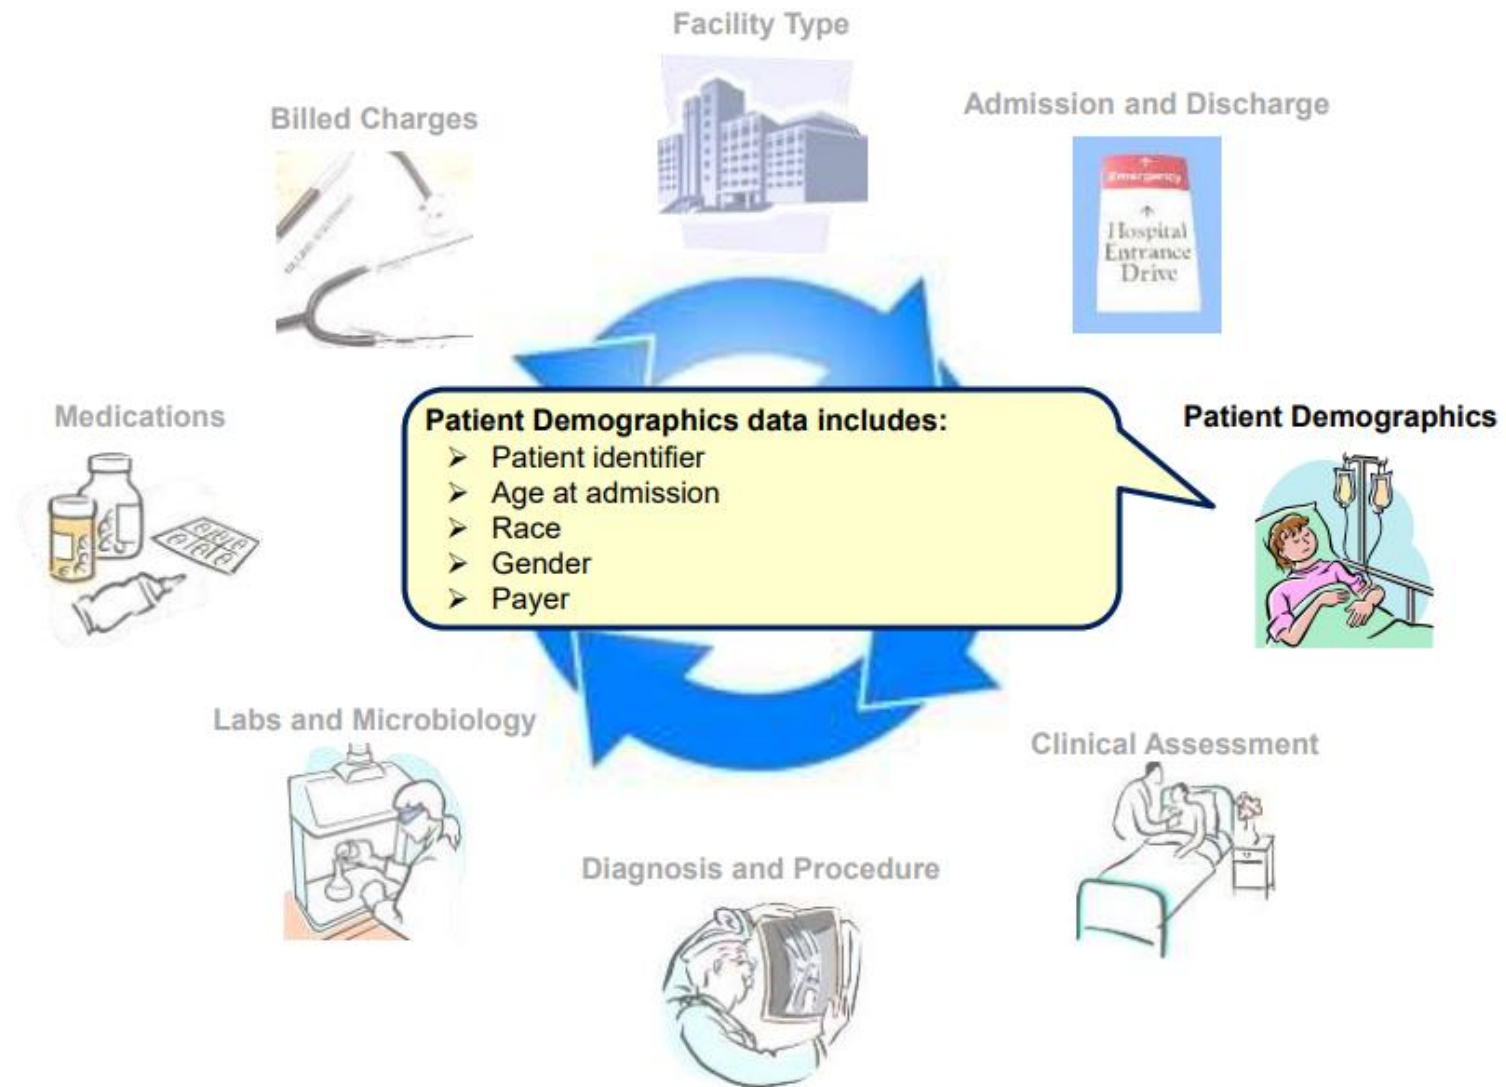 Facility Type
Billed Charges
Admission and Discharge
Emergency
Hospital
Entrance
Drive
Medications
Patient Demographics data includes:
➢ Patient identifier
➢ Age at admission
➢ Race
➢ Gender
➢ Payer
Patient Demographics
Labs and Microbiology
Clinical Assessment
Diagnosis and Procedure